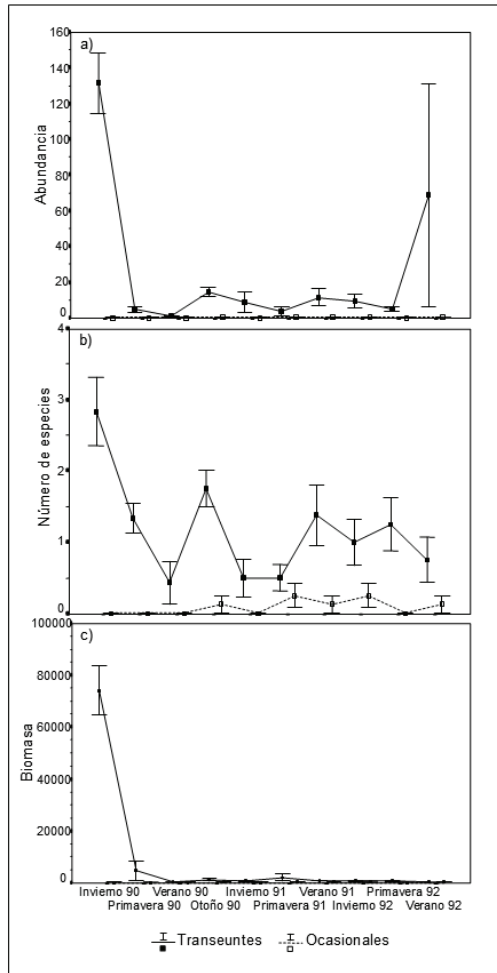 a)
Abundancia
160
140
120
100
80
60
40
20
0
b)
Número de especies
4
3
2
1
0
c)
Biomasa
100000
80000
60000
40000
20000
0
Invierno 90 Verano 90 Invierno 91 Verano 91 Primavera 92
Primavera 90 Otoño 90 Primavera 91 Invierno 92 Verano 92
Transeuntes Ocasionales